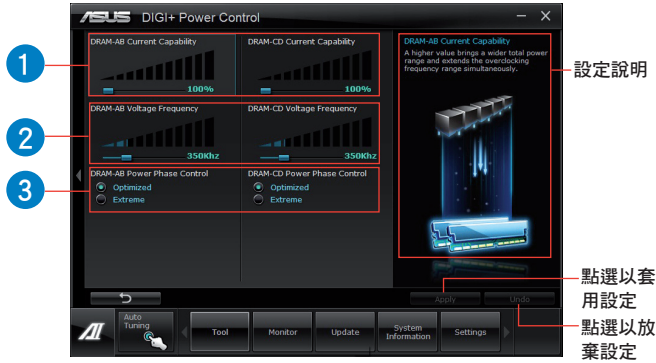 ASUS DIGI+ Power Control
DRAM-AB Current Capability
100%
DRAM-CD Current Capability
100%
DRAM-AB Voltage Frequency
350Khz
DRAM-CD Voltage Frequency
350Khz
DRAM-AB Power Phase Control
Optimized
Extreme
DRAM-CD Power Phase Control
Optimized
Extreme
1
2
3
DRAM-AB Current Capability
A higher value brings a wider total power
range and extends the overclocking
frequency range simultaneously.
設定說明
Apply
Undo
點選以套
用設定
點選以放
棄設定
Auto
Tuning
Tool
Monitor
Update
System
Information
Settings